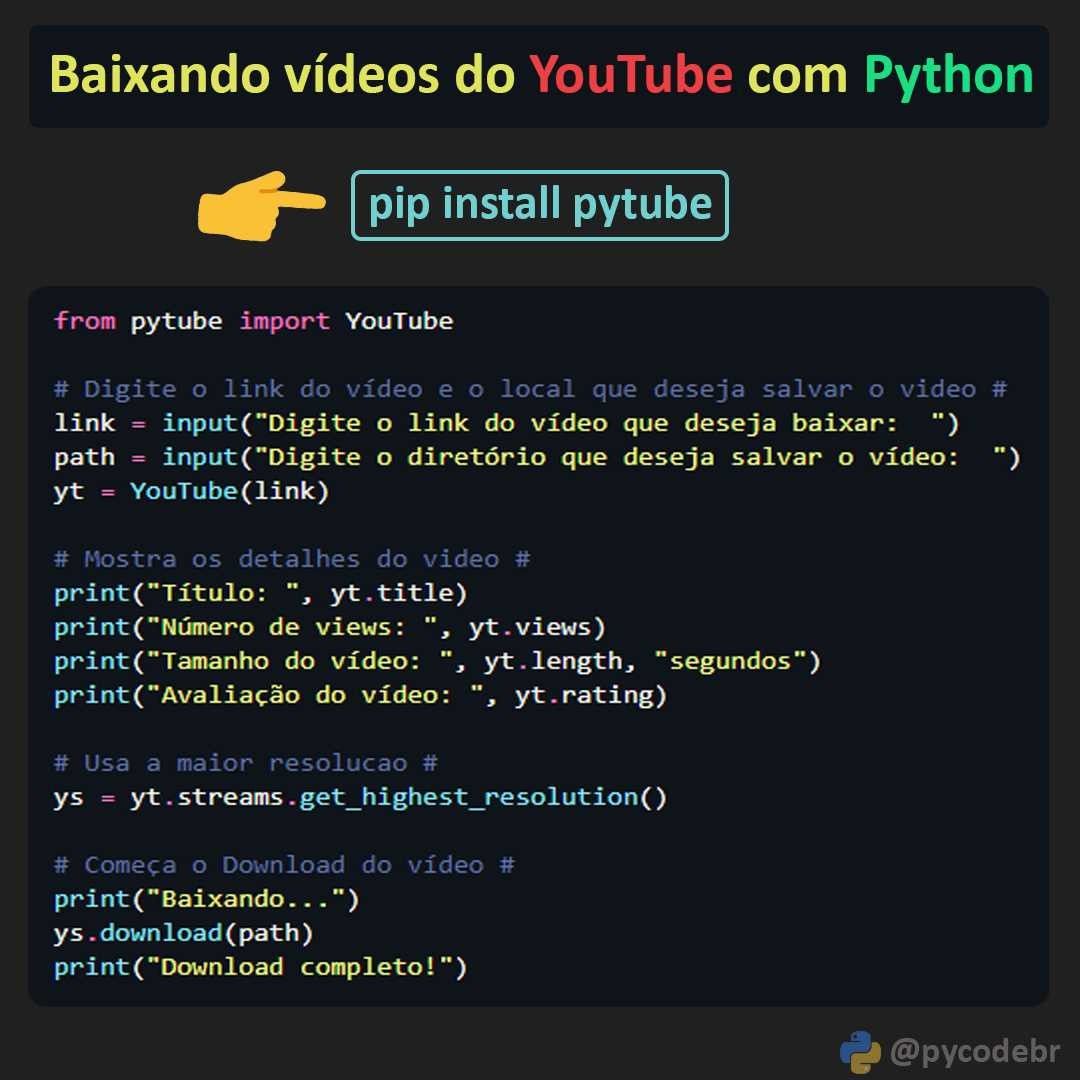 Baixando vídeos do YouTube com Python
pip install pytube
from pytube import YouTube
# Digite o link do vídeo e o local que deseja salvar o video #
link = input("Digite o link do vídeo que deseja baixar:  ")
path = input("Digite o diretório que deseja salvar o vídeo:  ")
yt = YouTube(link)
# Mostra os detalhes do video #
print("Título: ", yt.title)
print("Número de views: ", yt.views)
print("Tamanho do vídeo: ", yt.length, "segundos")
print("Avaliação do vídeo: ", yt.rating)
# Usa a maior resolucao #
ys = yt.streams.get_highest_resolution()
# Começa o Download do vídeo #
print("Baixando...")
ys.download(path)
print("Download completo!")
@pycodebr